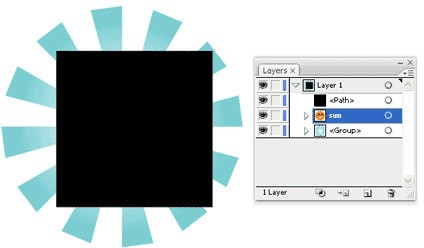 Layers ×
Layer 1
<Path>
sun
<Group>
1 Layer